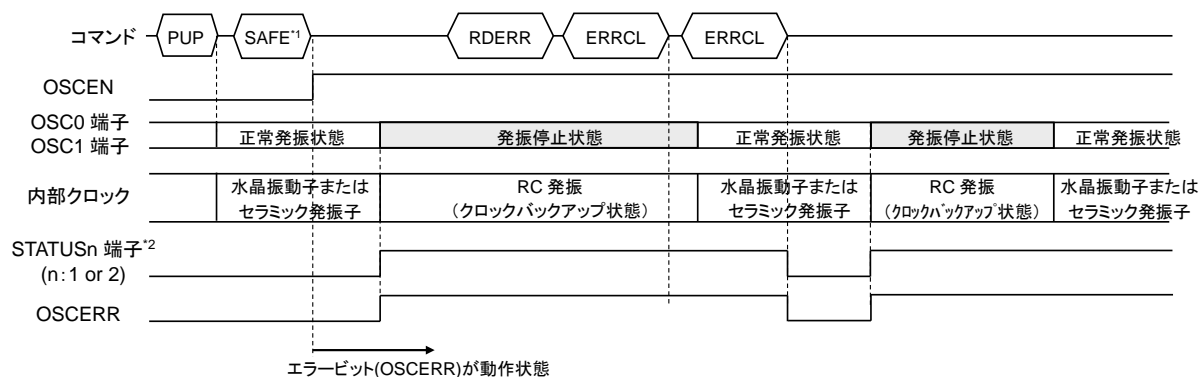 コマンド PUP SAFE*1 RDERR ERRCL ERRCL
OSCEN
OSC0 端子
OSC1 端子
正常発振状態 発振停止状態 正常発振状態 発振停止状態 正常発振状態
内部クロック
水晶振動子または
セラミック発振子
RC 発振
(クロックバックアップ状態)
水晶振動子または
セラミック発振子
RC 発振
(クロックバックアップ状態)
水晶振動子または
セラミック発振子
STATUSn 端子*2
(n:1 or 2)
OSCERR
エラービット(OSCERR)が動作状態